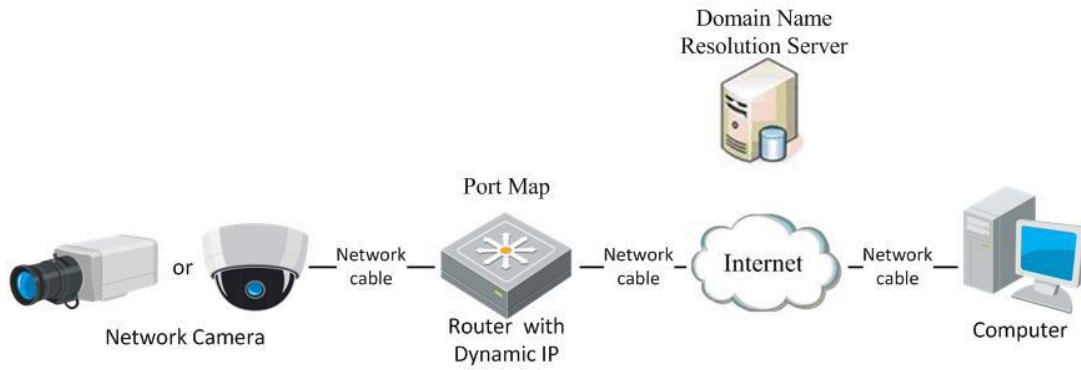 Domain Name
Resolution Server
Port Map
or
Network
cable
Network
cable
Internet
Network
cable
Network Camera
Router with
Dynamic IP
Computer